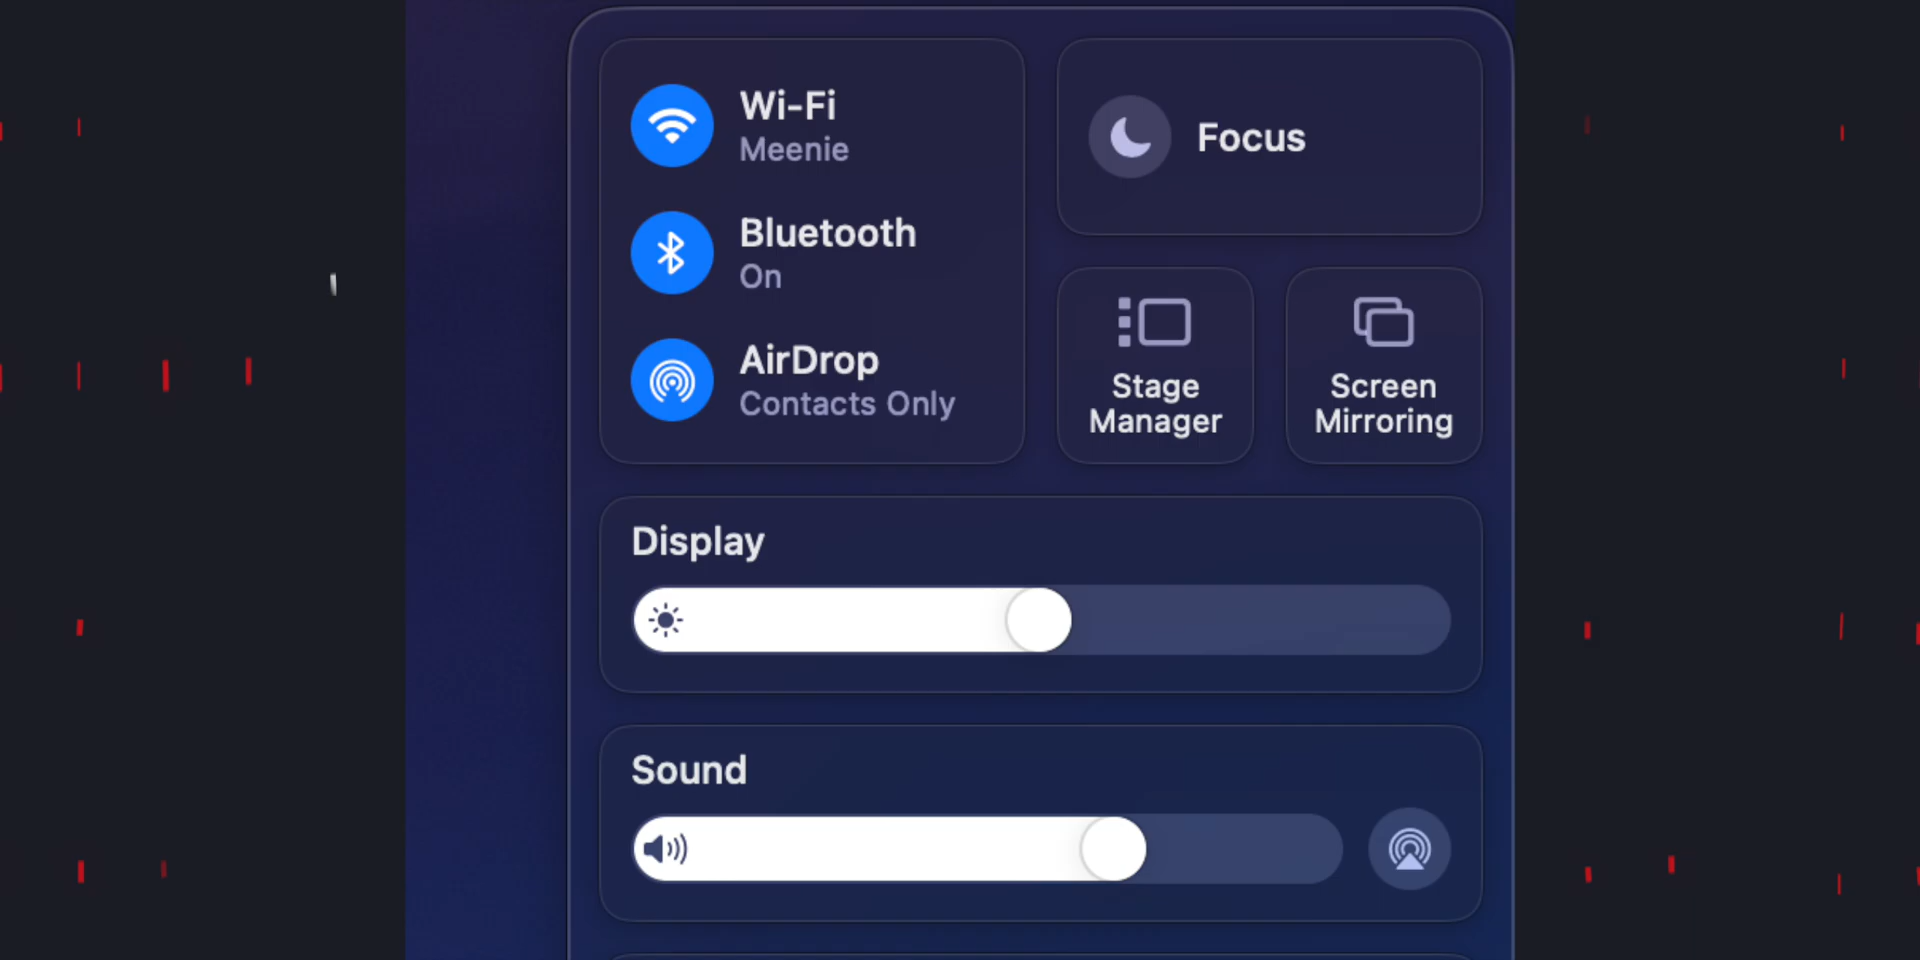 Wi-Fi
Meenie
Bluetooth
On
AirDrop
Contacts Only
Focus
Stage
Manager
Screen
Mirroring
Display
Sound